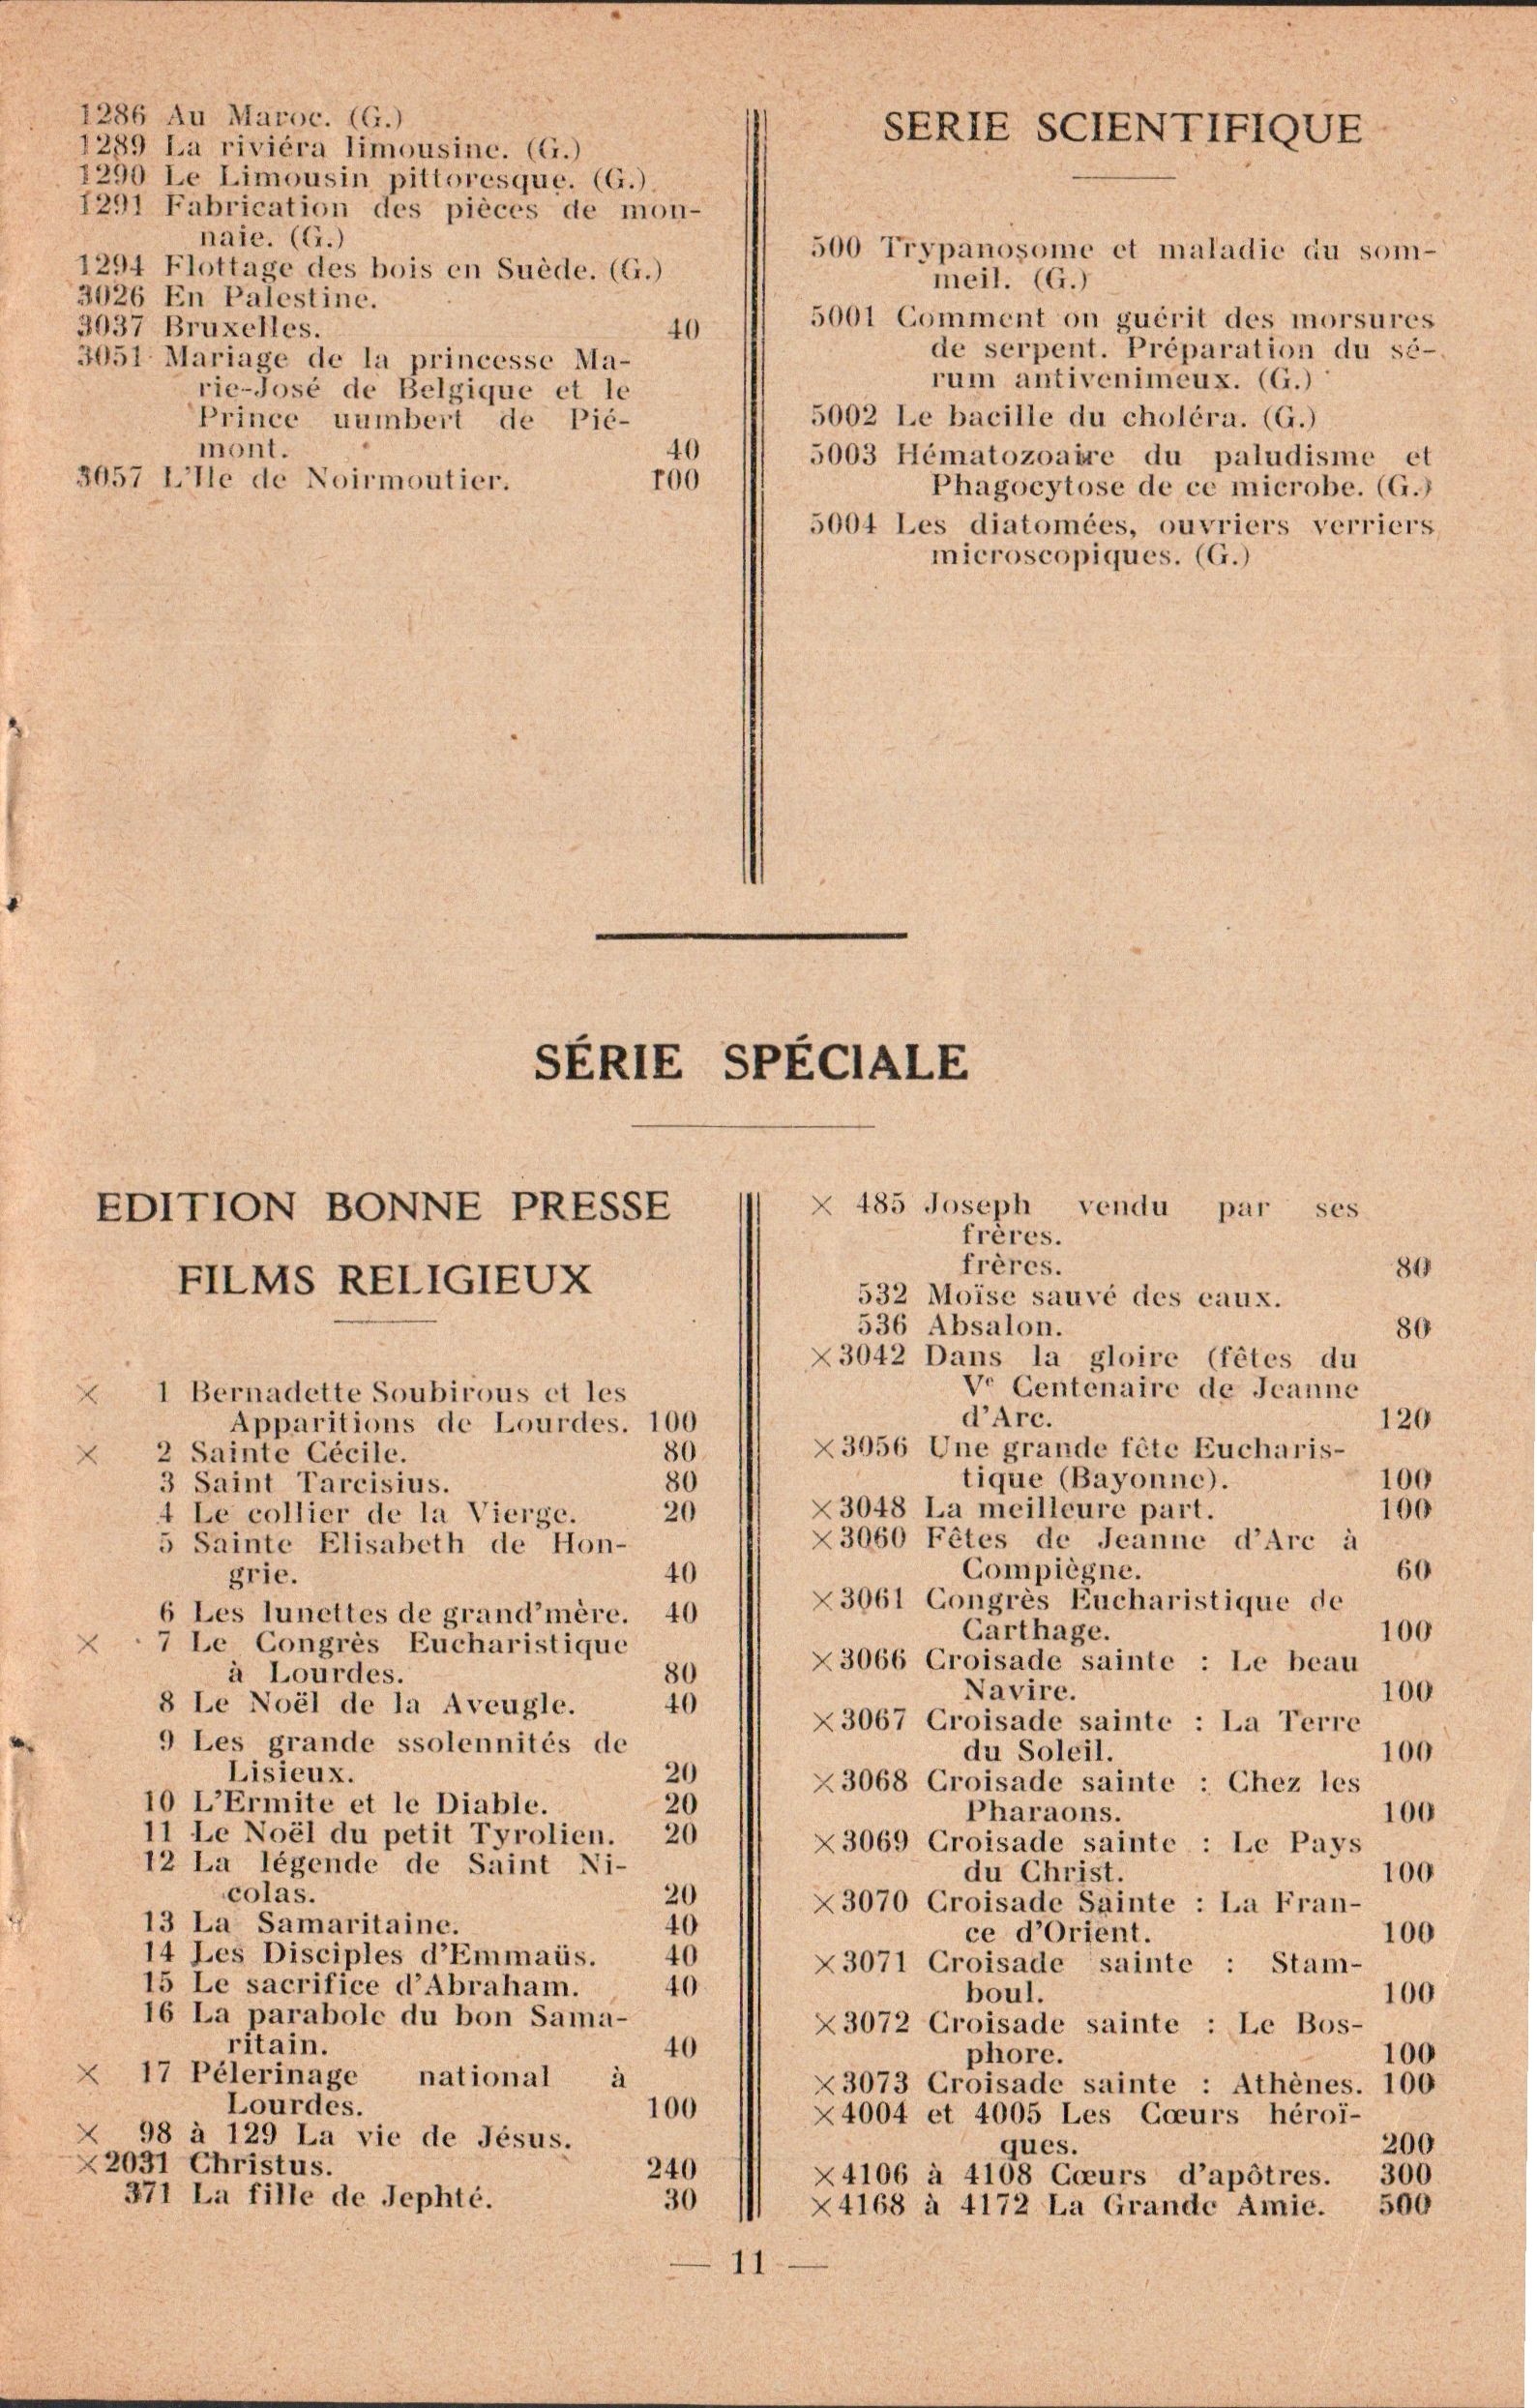 1286 Au Maroc. (G.)
1289 La riviéra limousine. (G.)
1290 Le Limousin pittoresque. (G.)
1291 Fabrication des pièces de mon-
naie. (G.)
1294 Flottage des bois en Suède. (G.)
3026 En Palestine.
3037 Bruxelles. 40
3051 Mariage de la princesse Ma-
rie-José de Belgique et le
Prince uumbert de Pié-
mont. 40
3057 L'Ile de Noirmoutier. 100
SERIE SCIENTIFIQUE
500 Trypanosome et maladie du som-
meil. (G.)
5001 Comment on guérit des morsures
de serpent. Préparation du sé-
rum antivenimeux. (G.)
5002 Le bacille du choléra. (G.)
5003 Hématozoaire du paludisme et
Phagocytose de ce microbe. (G.)
5004 Les diatomées, ouvriers verriers
microscopiques. (G.)
SÉRIE SPÉCIALE
EDITION BONNE PRESSE
FILMS RELIGIEUX
× 1 Bernadette Soubirous et les
Apparitions de Lourdes. 100
× 2 Sainte Cécile. 80
3 Saint Tarcisius. 80
4 Le collier de la Vierge. 20
5 Sainte Elisabeth de Hon-
grie. 40
6 Les lunettes de grand'mère. 40
× 7 Le Congrès Eucharistique
à Lourdes. 80
8 Le Noël de la Aveugle. 40
9 Les grande ssolennités de
Lisieux. 20
10 L'Ermite et le Diable. 20
11 Le Noël du petit Tyrolien. 20
12 La légende de Saint Ni-
colas. 20
13 La Samaritaine. 40
14 Les Disciples d'Emmaüs. 40
15 Le sacrifice d'Abraham. 40
16 La parabole du bon Sama-
ritain. 40
× 17 Pélerinage national à
Lourdes. 100
× 98 à 129 La vie de Jésus.
×2031 Christus. 240
371 La fille de Jephté. 30
× 485 Joseph vendu par ses
frères.
frères. 80
532 Moïse sauvé des eaux.
536 Absalon. 80
×3042 Dans la gloire (fêtes du
Ve Centenaire de Jeanne
d'Arc. 120
×3056 Une grande fête Eucharis-
tique (Bayonne). 100
×3048 La meilleure part. 100
×3060 Fêtes de Jeanne d'Arc à
Compiègne. 60
×3061 Congrès Eucharistique de
Carthage. 100
×3066 Croisade sainte : Le beau
Navire. 100
×3067 Croisade sainte : La Terre
du Soleil. 100
×3068 Croisade sainte : Chez les
Pharaons. 100
×3069 Croisade sainte : Le Pays
du Christ. 100
×3070 Croisade Sainte : La Fran-
ce d'Orient. 100
×3071 Croisade sainte : Stam-
boul. 100
×3072 Croisade sainte : Le Bos-
phore. 100
×3073 Croisade sainte : Athènes. 100
×4004 et 4005 Les Cœurs héroï-
ques. 200
×4106 à 4108 Cœurs d'apôtres. 300
×4168 à 4172 La Grande Amie. 500
— 11 —